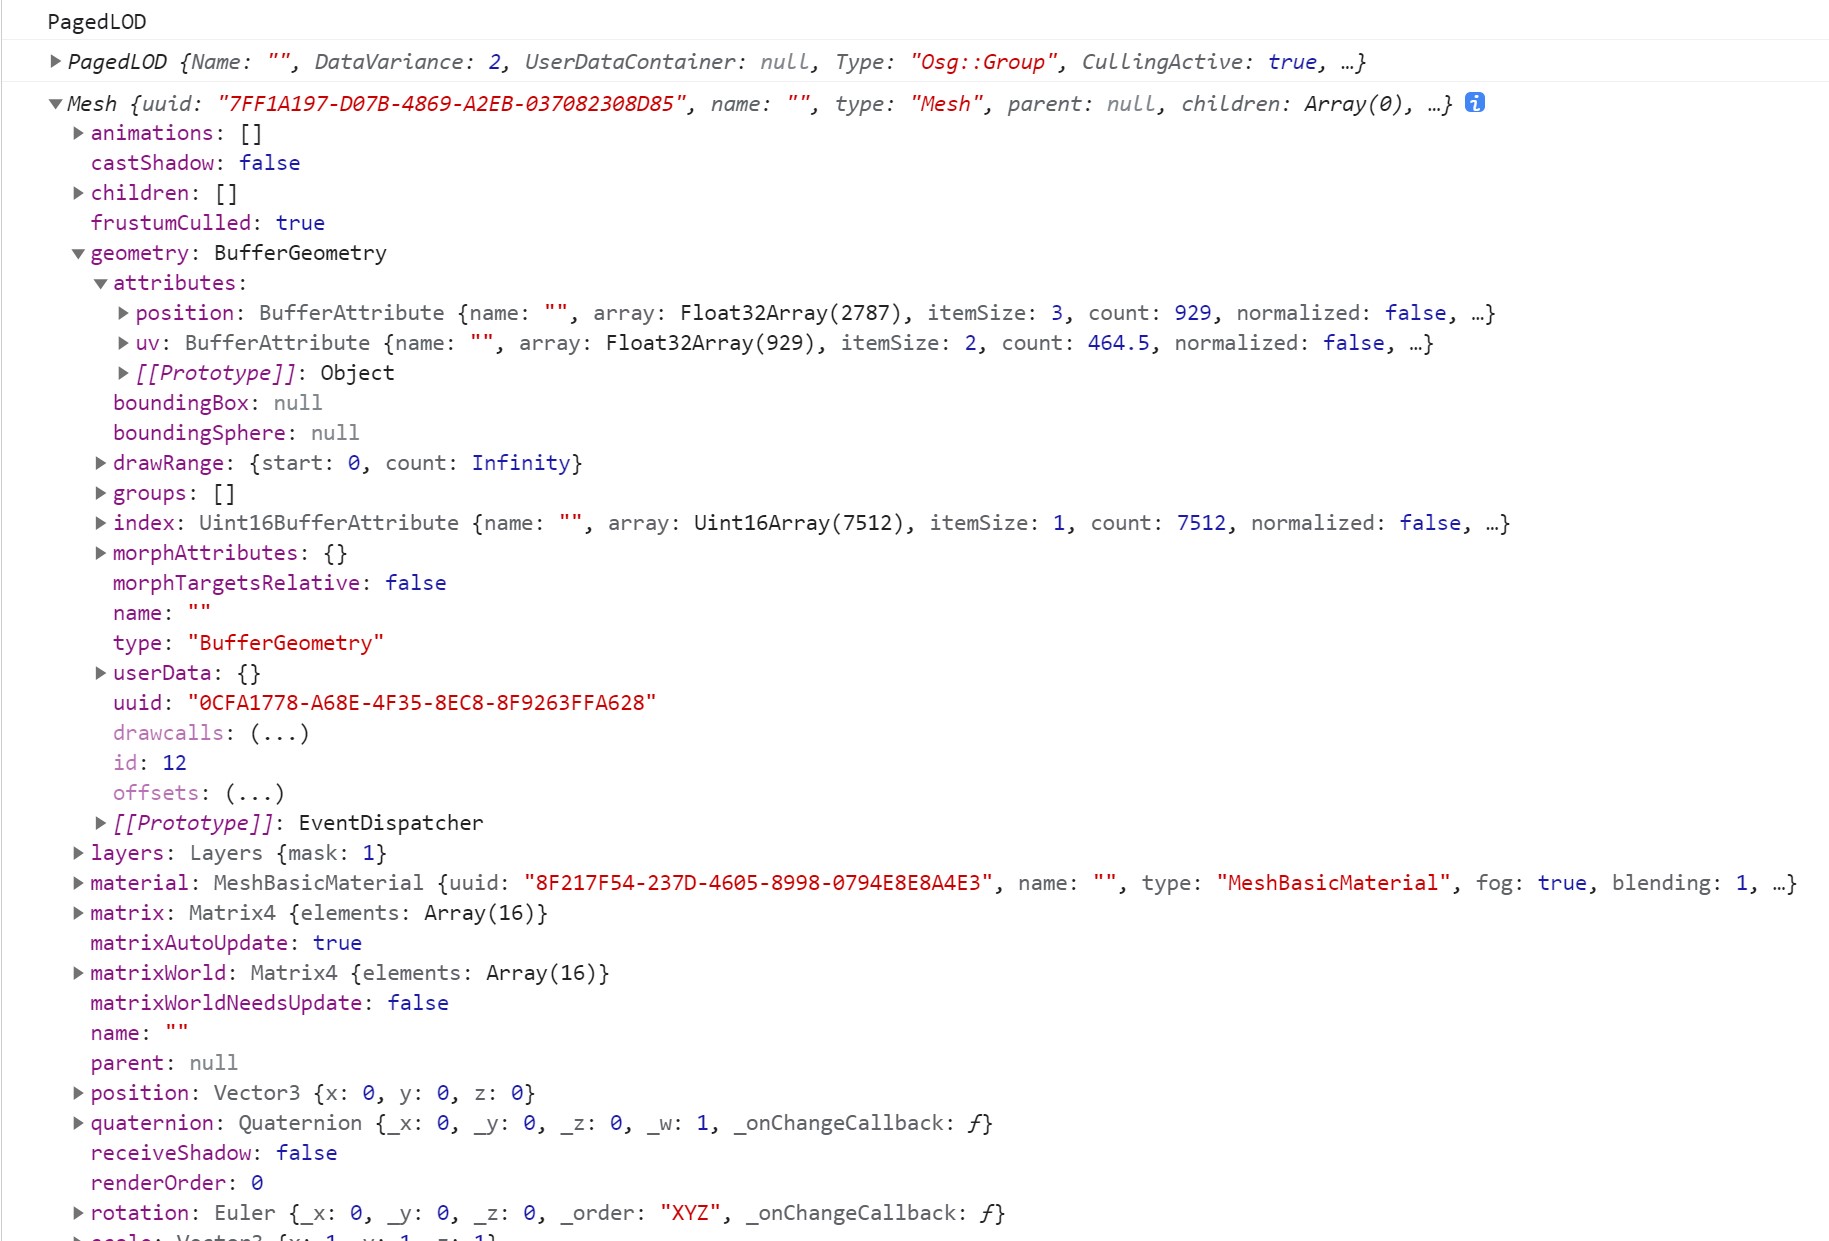 PagedLOD
PagedLOD {Name: "", DataVariance: 2, UserDataContainer: null, Type: "Osg::Group", CullingActive: true, …}
Mesh {uuid: "7FF1A197-D07B-4869-A2EB-037082308D85", name: "", type: "Mesh", parent: null, children: Array(0), …} i
animations: []
castShadow: false
children: []
frustumCulled: true
geometry: BufferGeometry
attributes:
position: BufferAttribute {name: "", array: Float32Array(2787), itemSize: 3, count: 929, normalized: false, …}
uv: BufferAttribute {name: "", array: Float32Array(929), itemSize: 2, count: 464.5, normalized: false, …}
[[Prototype]]: Object
boundingBox: null
boundingSphere: null
drawRange: {start: 0, count: Infinity}
groups: []
index: Uint16BufferAttribute {name: "", array: Uint16Array(7512), itemSize: 1, count: 7512, normalized: false, …}
morphAttributes: {}
morphTargetsRelative: false
name: ""
type: "BufferGeometry"
userData: {}
uuid: "0CFA1778-A68E-4F35-8EC8-8F9263FFA628"
drawcalls: (...)
id: 12
offsets: (...)
[[Prototype]]: EventDispatcher
layers: Layers {mask: 1}
material: MeshBasicMaterial {uuid: "8F217F54-237D-4605-8998-0794E8E8A4E3", name: "", type: "MeshBasicMaterial", fog: true, blending: 1, …}
matrix: Matrix4 {elements: Array(16)}
matrixAutoUpdate: true
matrixWorld: Matrix4 {elements: Array(16)}
matrixWorldNeedsUpdate: false
name: ""
parent: null
position: Vector3 {x: 0, y: 0, z: 0}
quaternion: Quaternion {_x: 0, _y: 0, _z: 0, _w: 1, _onChangeCallback: ƒ}
receiveShadow: false
renderOrder: 0
rotation: Euler {_x: 0, _y: 0, _z: 0, _order: "XYZ", _onChangeCallback: ƒ}
scale: Vector3 {x: 1, y: 1, z: 1}